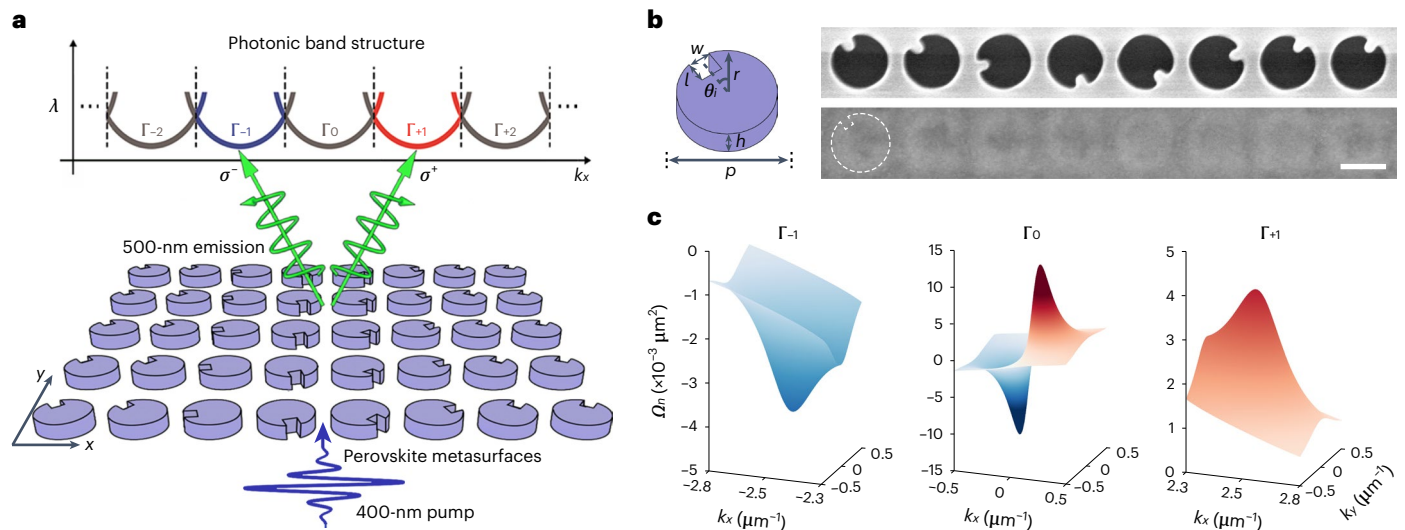 a
Photonic band structure
λ
... Γ−2 Γ−1 Γ0 Γ+1 Γ+2 ...
kx
σ− σ+
500-nm emission
y
x
Perovskite metasurfaces
400-nm pump
b
w
l
r
θi
h
p
c
Γ−1
Ωn (×10−3 μm2)
0
−1
−2
−3
−4
−5
−2.8
−2.5
−2.3
−0.5
0
0.5
kx (μm−1)
Γ0
15
10
5
0
−5
−10
−15
−0.5
0
0.5
−0.5
0
0.5
kx (μm−1)
Γ+1
5
4
3
2
1
0
2.3
2.5
2.8
−0.5
0
0.5
kx (μm−1)
ky (μm−1)